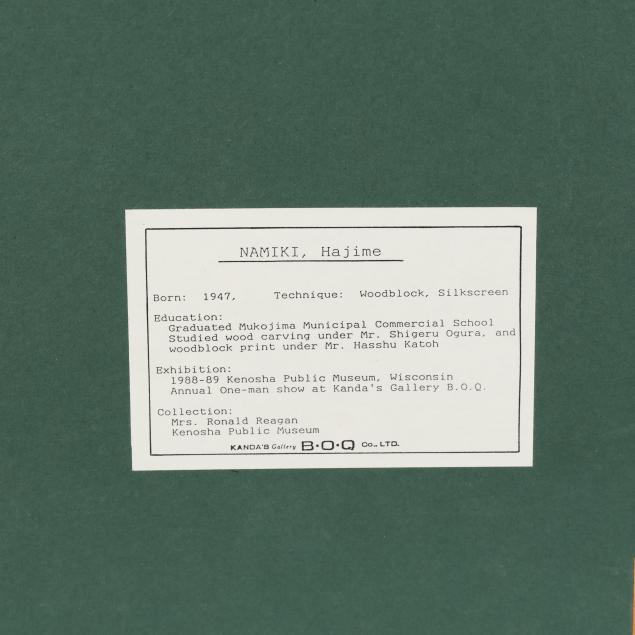 NAMIKI, Hajime
Born: 1947, Technique: Woodblock, Silkscreen
Education:
Graduated Mukojima Municipal Commercial School
Studied wood carving under Mr. Shigeru Ogura, and
woodblock print under Mr. Hasshu Katoh
Exhibition:
1988-89 Kenosha Public Museum, Wisconsin
Annual One-man show at Kanda's Gallery B.O.Q.
Collection:
Mrs. Ronald Reagan
Kenosha Public Museum
KANDA'S Gallery B•O•Q Co., LTD.